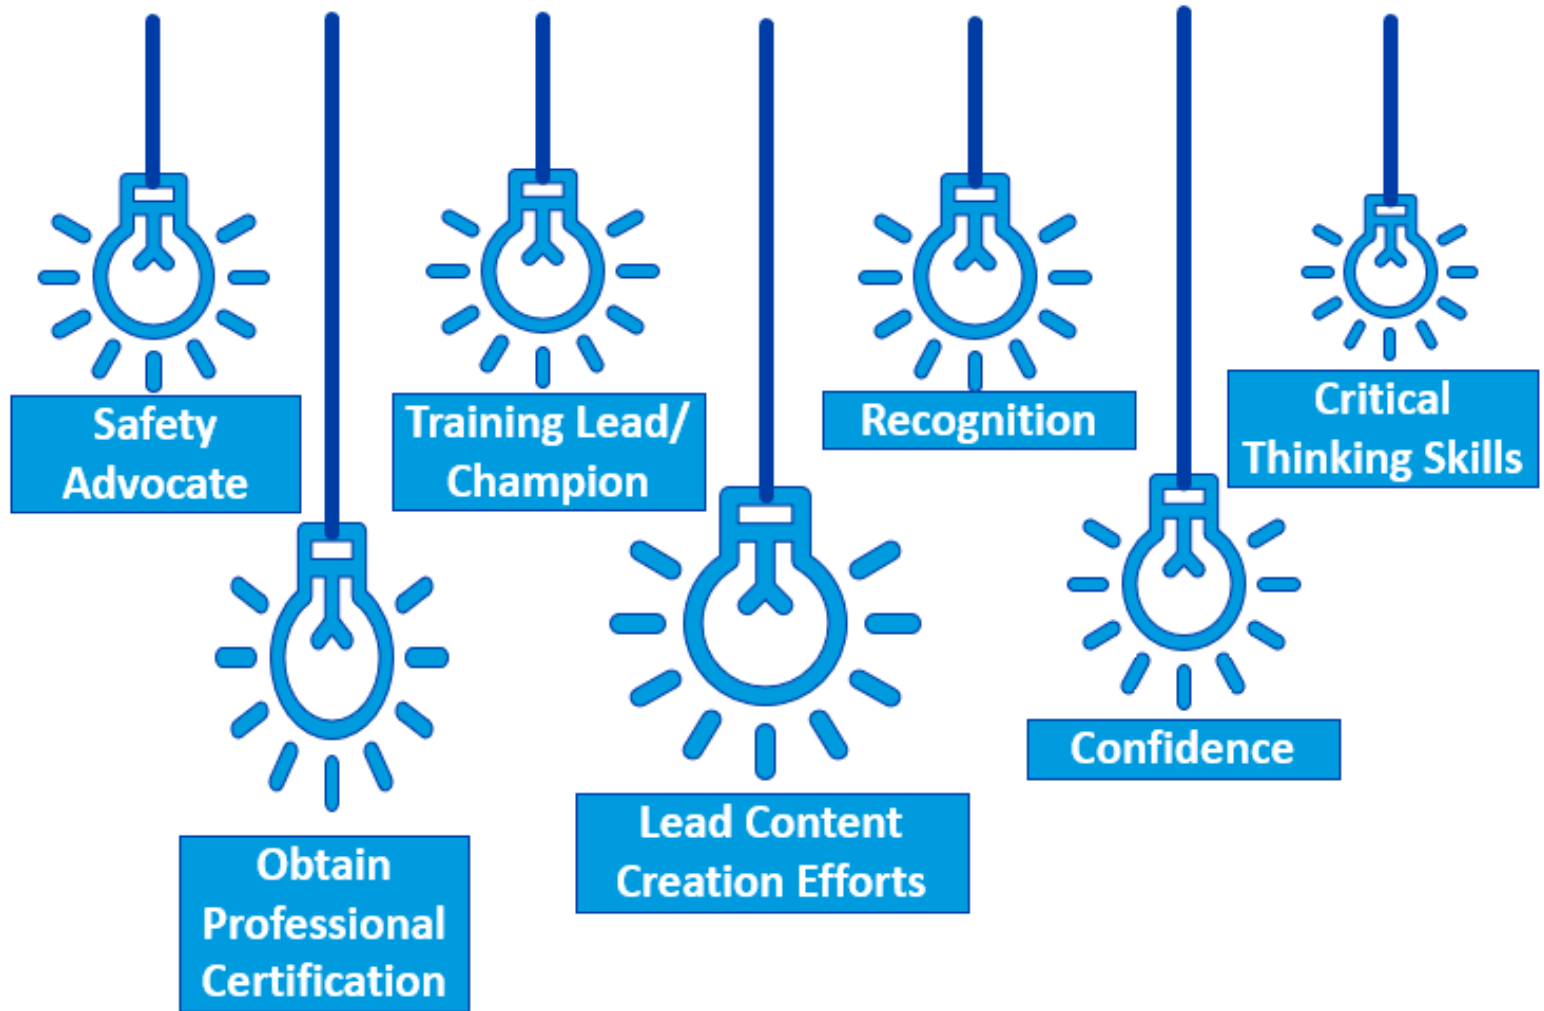 Safety
Advocate
Training Lead/
Champion
Recognition
Critical
Thinking Skills
Obtain
Professional
Certification
Lead Content
Creation Efforts
Confidence